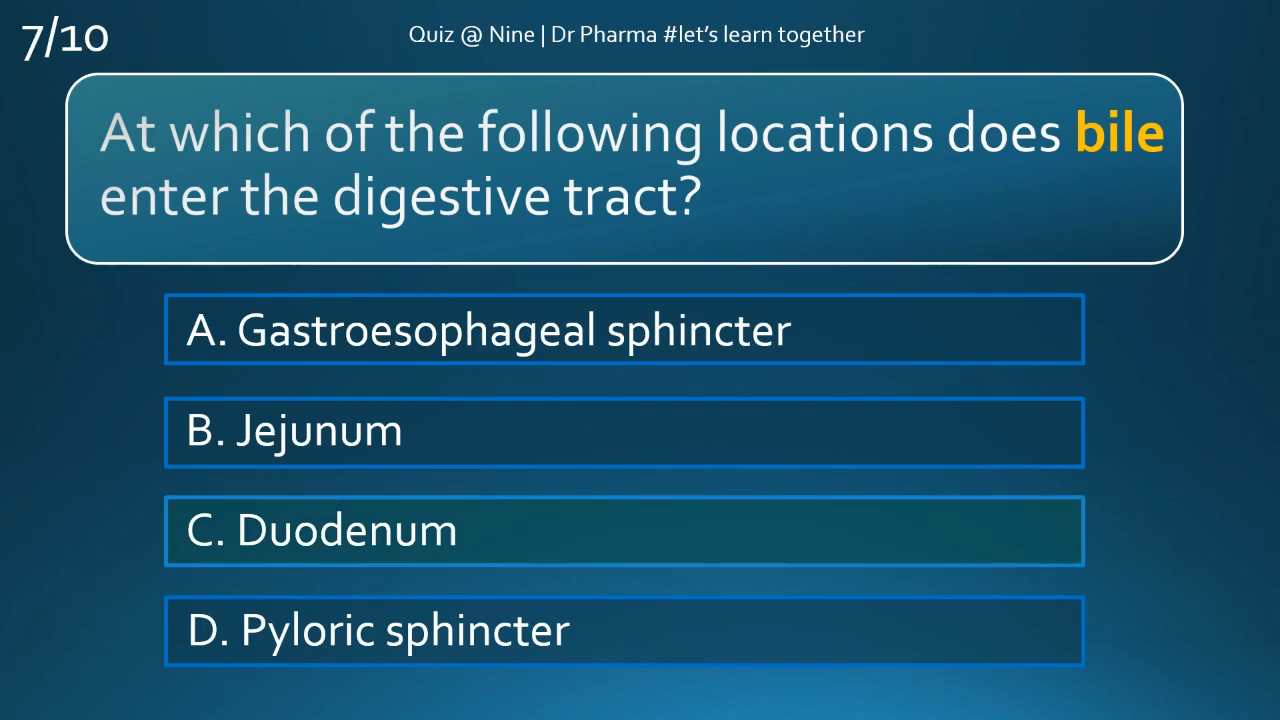 7/10
Quiz @ Nine | Dr Pharma #let's learn together
At which of the following locations does bile
enter the digestive tract?
A. Gastroesophageal sphincter
B. Jejunum
C. Duodenum
D. Pyloric sphincter